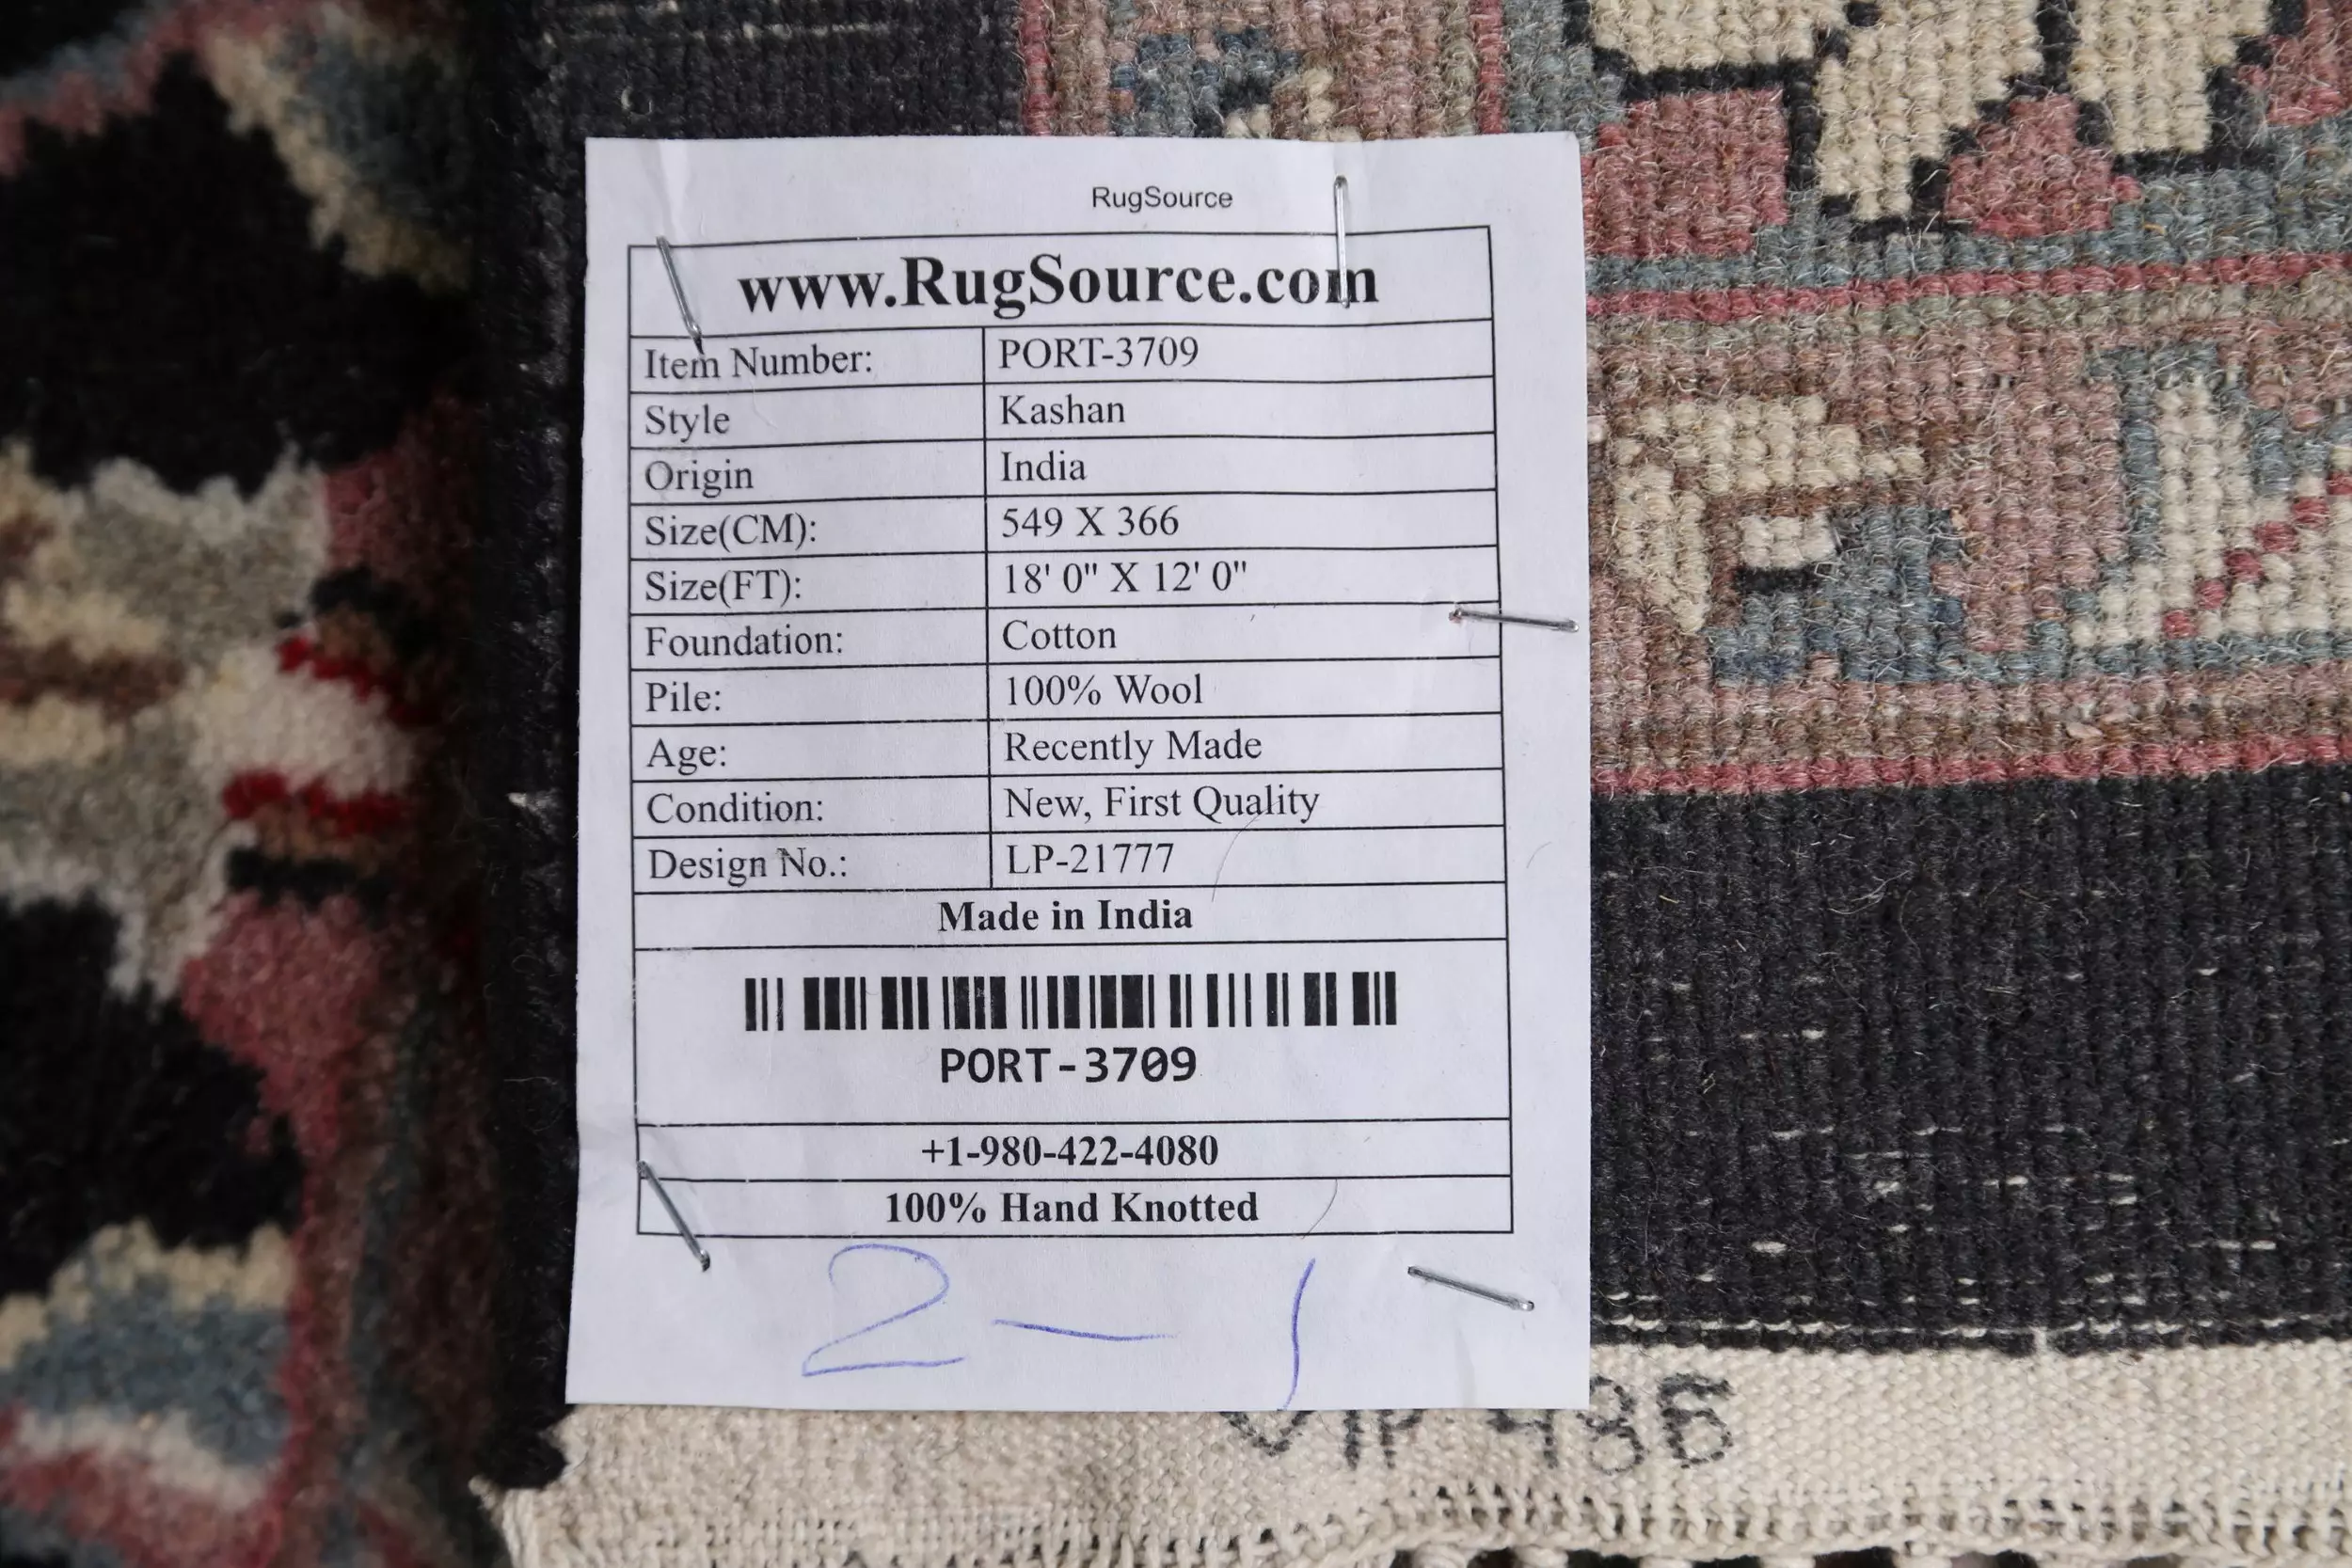 RugSource
www.RugSource.com
Item Number: PORT-3709
Style Kashan
Origin India
Size(CM): 549 X 366
Size(FT): 18' 0" X 12' 0"
Foundation: Cotton
Pile: 100% Wool
Age: Recently Made
Condition: New, First Quality
Design No.: LP-21777
Made in India
PORT-3709
+1-980-422-4080
100% Hand Knotted
2 - 1
486